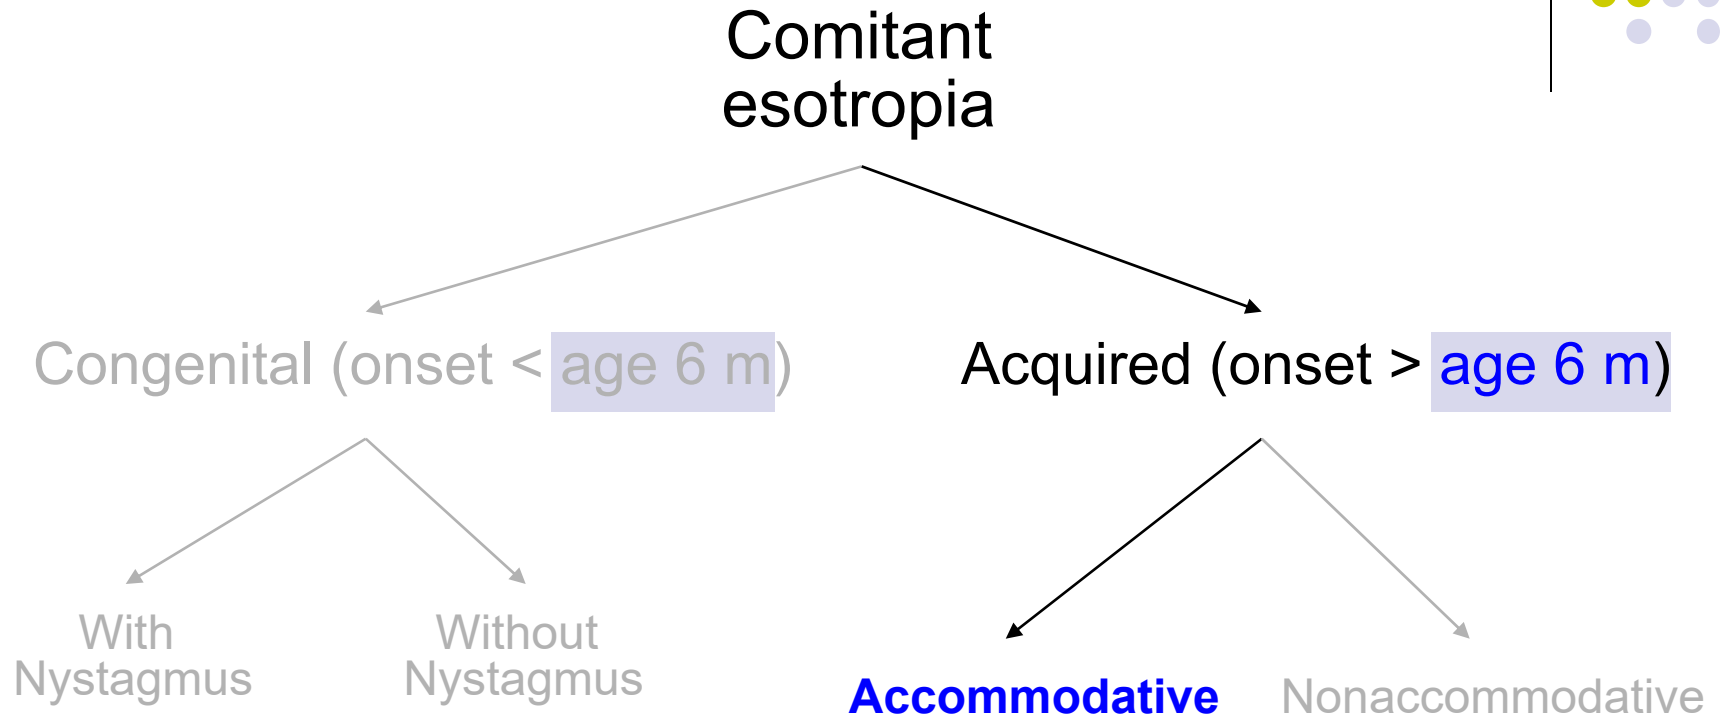 Comitant
esotropia
Congenital (onset < age 6 m)
Acquired (onset > age 6 m)
With
Nystagmus
Without
Nystagmus
Accommodative
Nonaccommodative